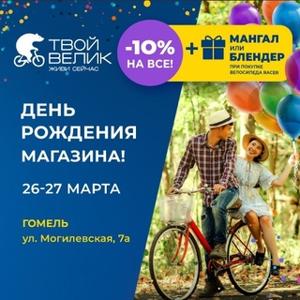 ТВОЙ
ВЕЛИК
ЖИВИ СЕЙЧАС
-10%
НА ВСЕ!
+
МАНГАЛ
ИЛИ
БЛЕНДЕР
ПРИ ПОКУПКЕ
ВЕЛОСИПЕДА RACER
ДЕНЬ
РОЖДЕНИЯ
МАГАЗИНА!
26-27 МАРТА
ГОМЕЛЬ
ул. Могилевская, 7а